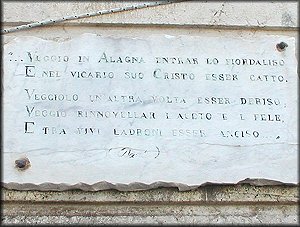 ...VEGGIO IN ALAGNA ENTRAR LO FIORDALISO
E NEL VICARIO SUO CRISTO ESSER CATTO.
VEGGIOLO UN'ALTRA VOLTA ESSER DERISO;
VEGGIO RINNOVELLAR L'ACETO E L FELE,
E TRA VIVI LADRONI ESSER ANCISO...